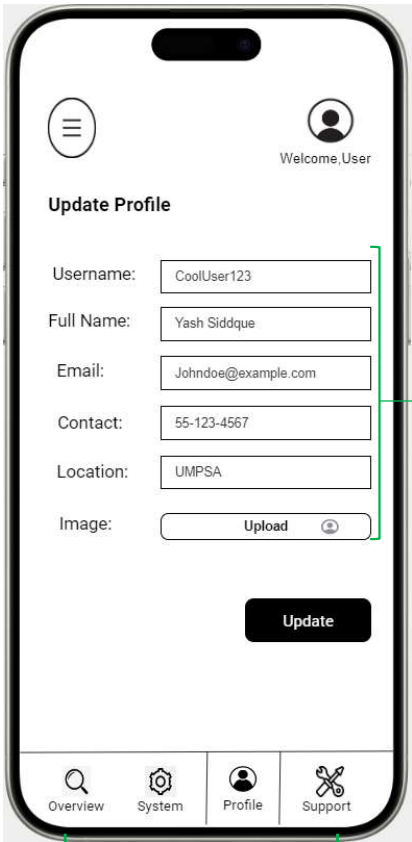 Welcome,User
Update Profile
Username: CoolUser123
Full Name: Yash Siddque
Email: Johndoe@example.com
Contact: 55-123-4567
Location: UMPSA
Image: Upload
Update
Overview System Profile Support